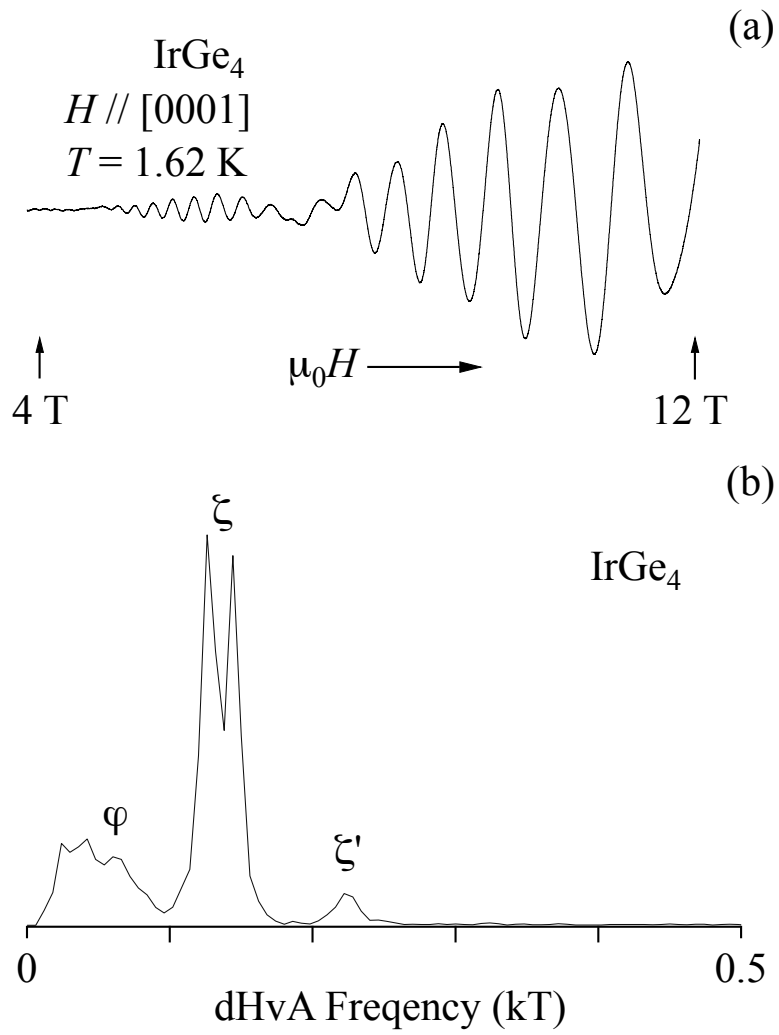 (a)
IrGe₄
H // [0001]
T = 1.62 K
μ₀H
4 T
12 T
(b)
ζ
IrGe₄
φ
ζ'
0
0.5
dHvA Freqency (kT)